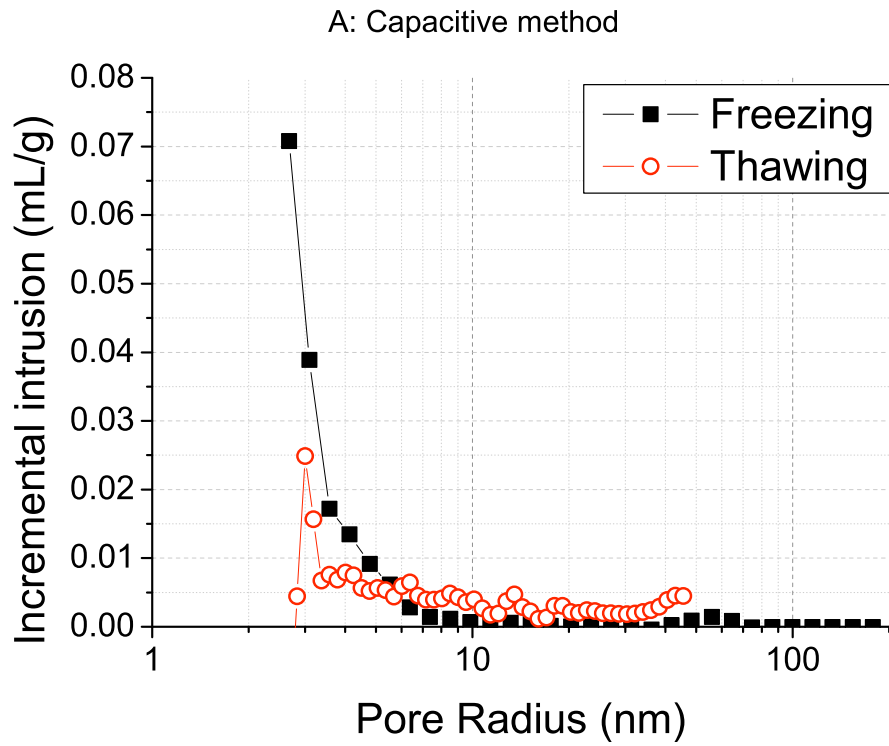 A: Capacitive method
Freezing
Thawing
Incremental intrusion (mL/g)
0.08
0.07
0.06
0.05
0.04
0.03
0.02
0.01
0.00
1
10
100
Pore Radius (nm)